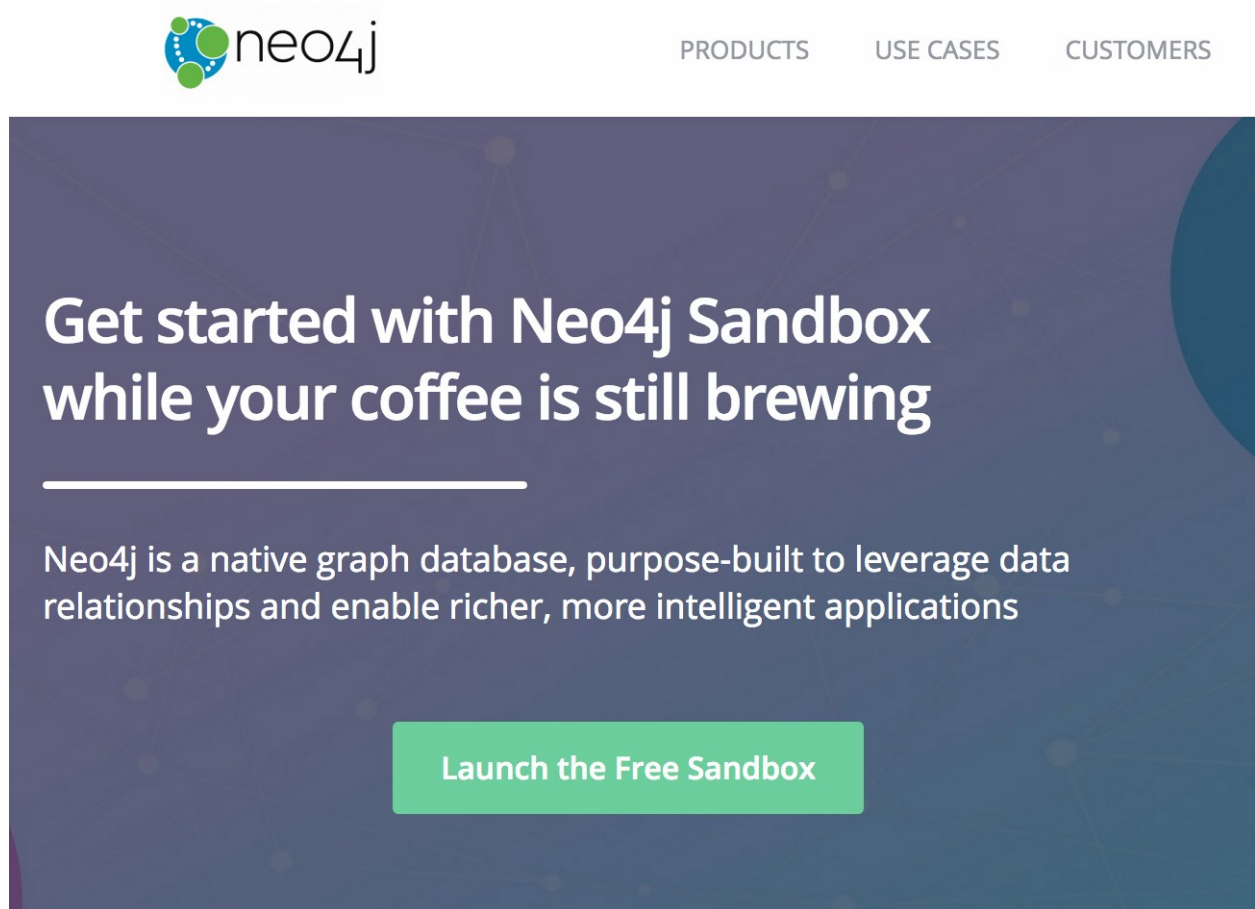 neo4j
PRODUCTS USE CASES CUSTOMERS
Get started with Neo4j Sandbox
while your coffee is still brewing
Neo4j is a native graph database, purpose-built to leverage data
relationships and enable richer, more intelligent applications
Launch the Free Sandbox